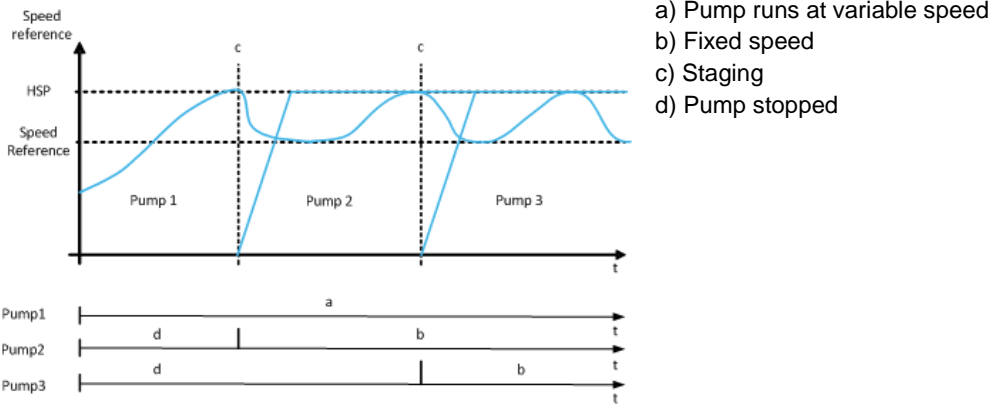 Speed
reference
c
c
HSP
Speed
Reference
Pump 1
Pump 2
Pump 3
t
a
Pump1
t
d
b
Pump2
t
d
b
Pump3
t
a) Pump runs at variable speed
b) Fixed speed
c) Staging
d) Pump stopped